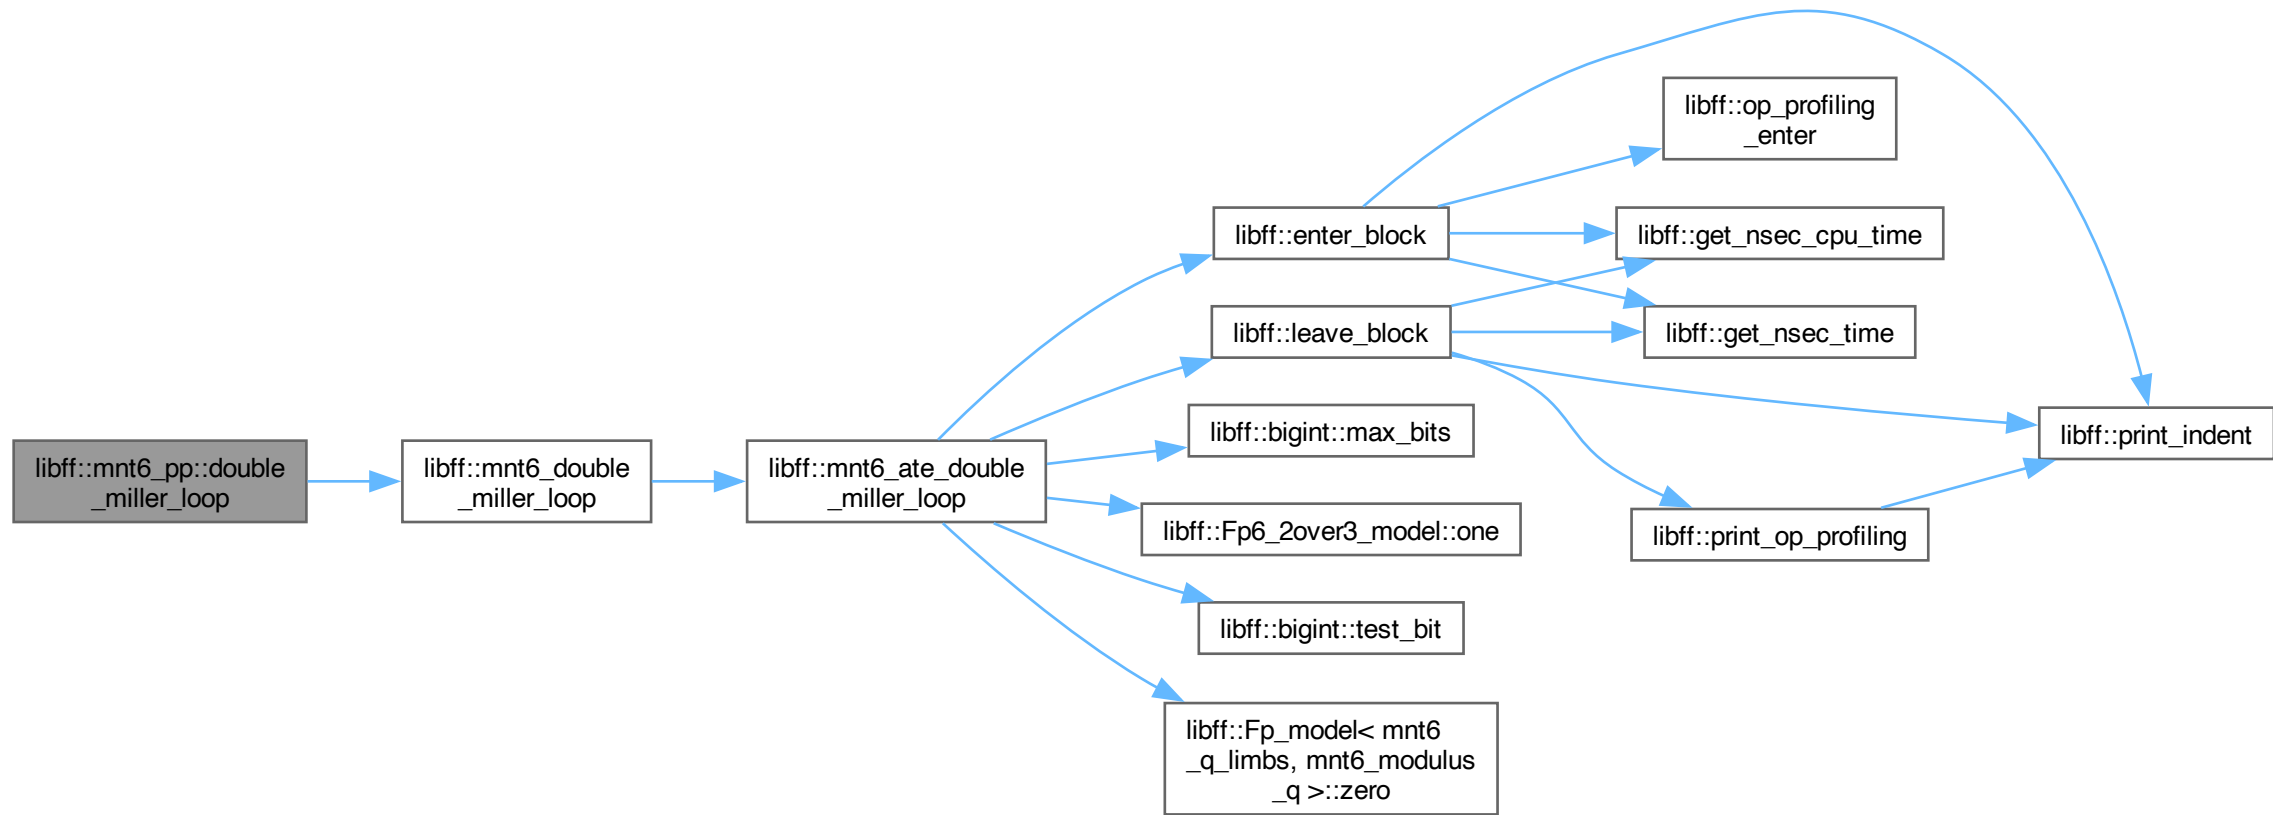 libff::mnt6_pp::double
_miller_loop
libff::mnt6_double
_miller_loop
libff::mnt6_ate_double
_miller_loop
libff::enter_block
libff::leave_block
libff::bigint::max_bits
libff::Fp6_2over3_model::one
libff::bigint::test_bit
libff::Fp_model< mnt6
_q_limbs, mnt6_modulus
_q >::zero
libff::op_profiling
_enter
libff::get_nsec_cpu_time
libff::get_nsec_time
libff::print_op_profiling
libff::print_indent